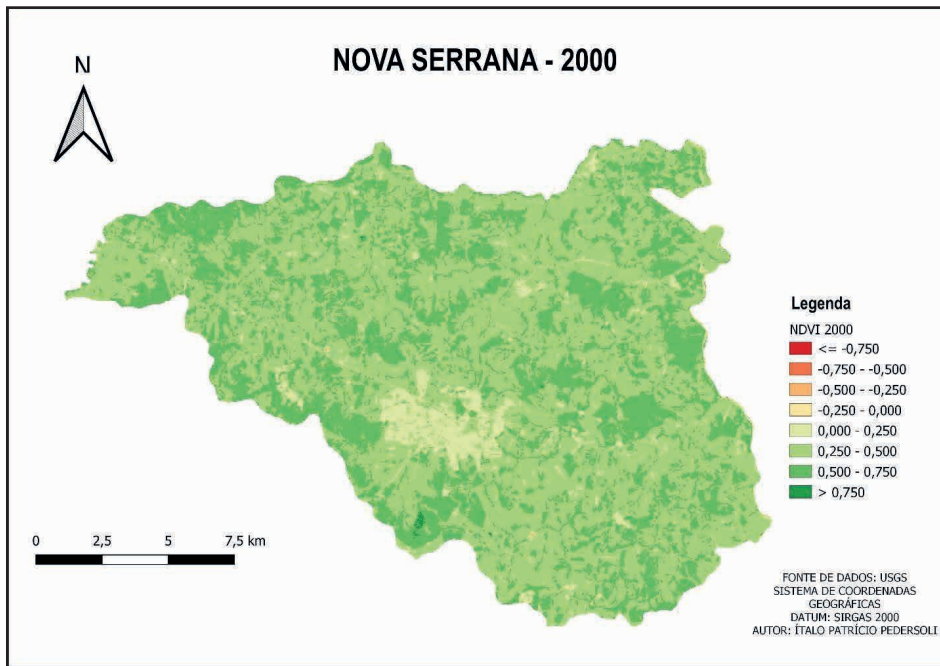 NOVA SERRANA - 2000
N
Legenda
NDVI 2000
<= -0,750
-0,750 - -0,500
-0,500 - -0,250
-0,250 - 0,000
0,000 - 0,250
0,250 - 0,500
0,500 - 0,750
> 0,750
0 2,5 5 7,5 km
FONTE DE DADOS: USGS
SISTEMA DE COORDENADAS
GEOGRÁFICAS
DATUM: SIRGAS 2000
AUTOR: ÍTALO PATRÍCIO PEDERSOLI